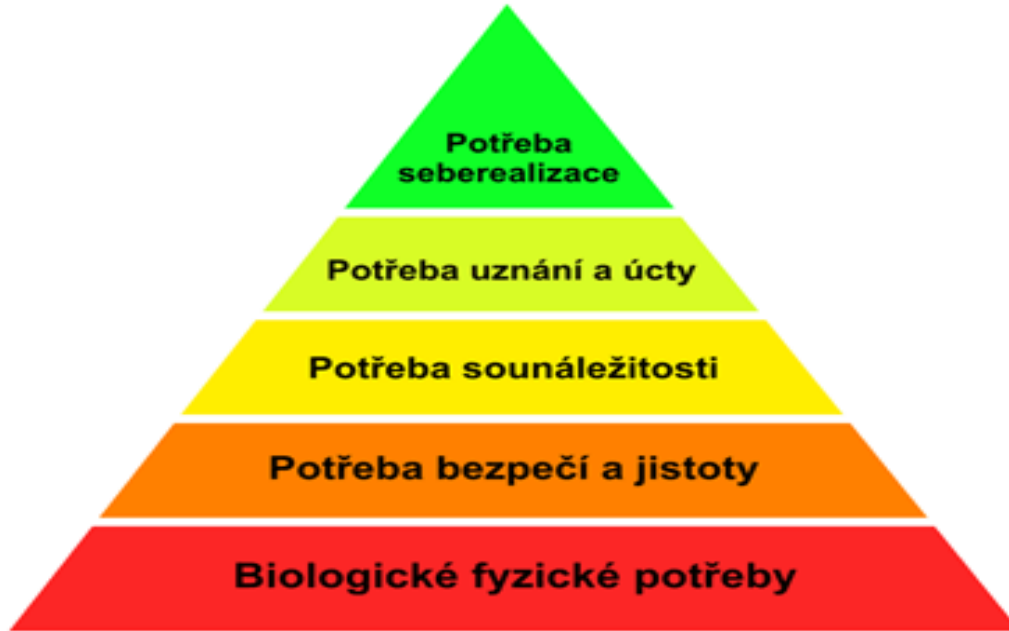 Potřeba
seberealizace
Potřeba uznání a úcty
Potřeba sounáležitosti
Potřeba bezpečí a jistoty
Biologické fyzické potřeby